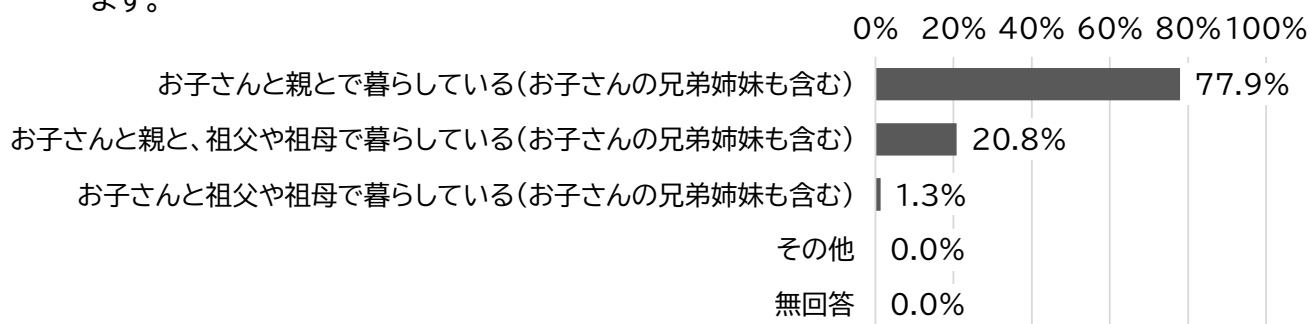 ます。
0% 20% 40% 60% 80%100%
お子さんと親とで暮らしている(お子さんの兄弟姉妹も含む) 77.9%
お子さんと親と、祖父や祖母で暮らしている(お子さんの兄弟姉妹も含む) 20.8%
お子さんと祖父や祖母で暮らしている(お子さんの兄弟姉妹も含む) 1.3%
その他 0.0%
無回答 0.0%